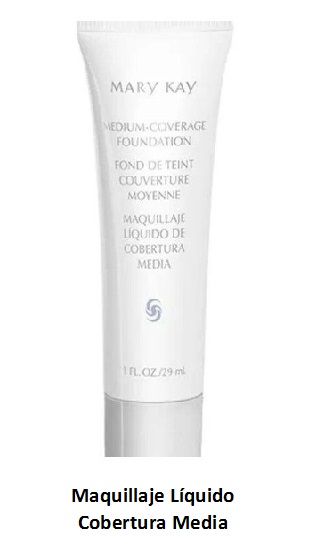 MARY KAY
MEDIUM-COVERAGE
FOUNDATION
FOND DE TEINT
COUVERTURE
MOYENNE
MAQUILLAJE
LÍQUIDO DE
COBERTURA
MEDIA
1 FL.OZ./29 mL
Maquillaje Líquido
Cobertura Media